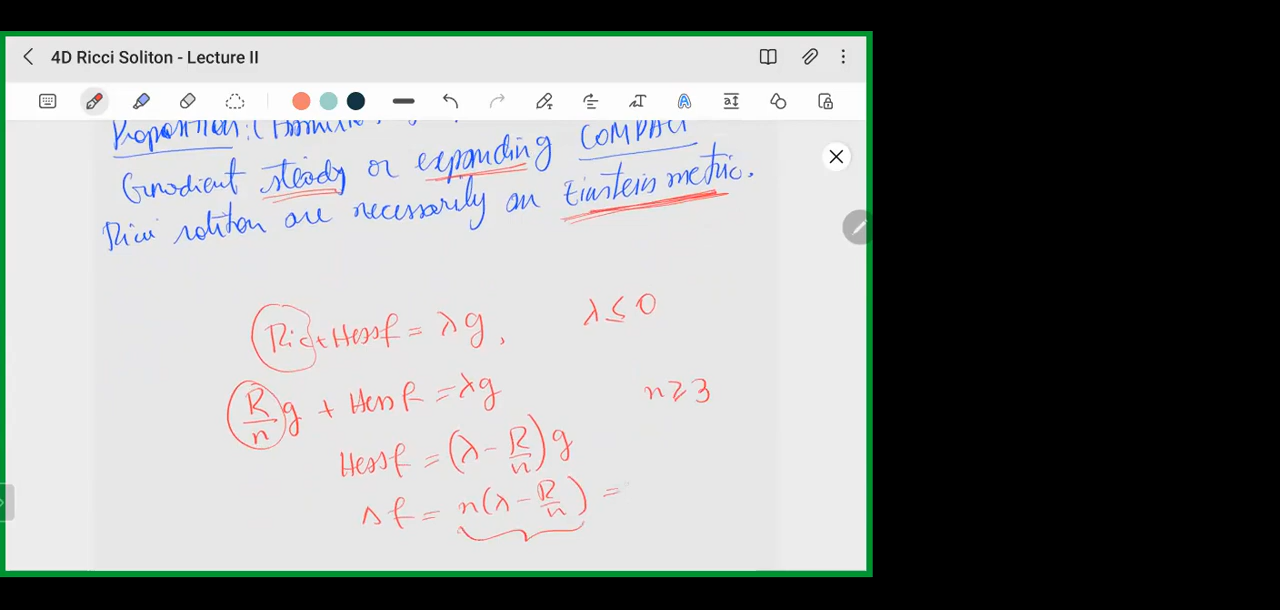 4D Ricci Soliton - Lecture II
Proposition: (
Gradient steady or expanding COMPACT
Ricci soliton are necessarily an Einstein metric.
Ric + Hess f = λg, λ ≤ 0
R/n g + Hess f = λg n ≥ 3
Hess f = (λ - R/n) g
Δf = n(λ - R/n) =